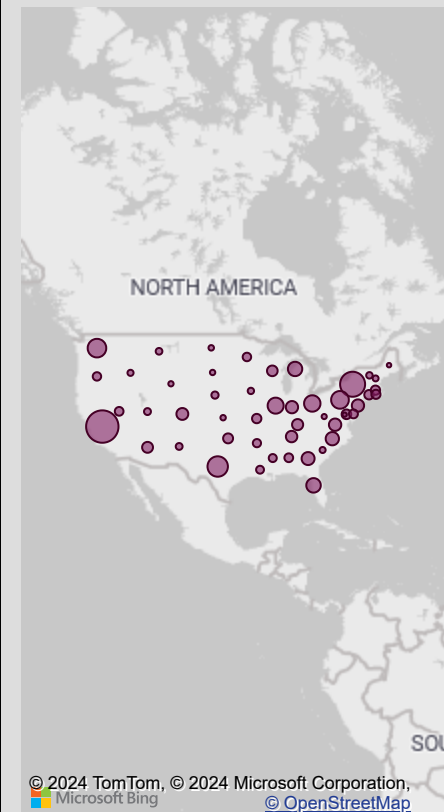 NORTH AMERICA
SOU
© 2024 TomTom, © 2024 Microsoft Corporation,
Microsoft Bing
© OpenStreetMap